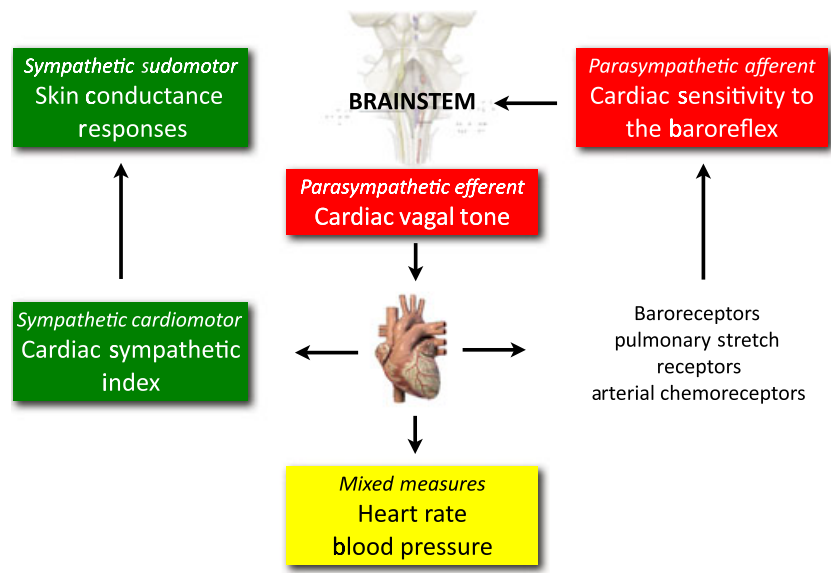 Sympathetic sudomotor
Skin conductance
responses
BRAINSTEM
Parasympathetic afferent
Cardiac sensitivity to
the baroreflex
Parasympathetic efferent
Cardiac vagal tone
Sympathetic cardiomotor
Cardiac sympathetic
index
Baroreceptors
pulmonary stretch
receptors
arterial chemoreceptors
Mixed measures
Heart rate
blood pressure